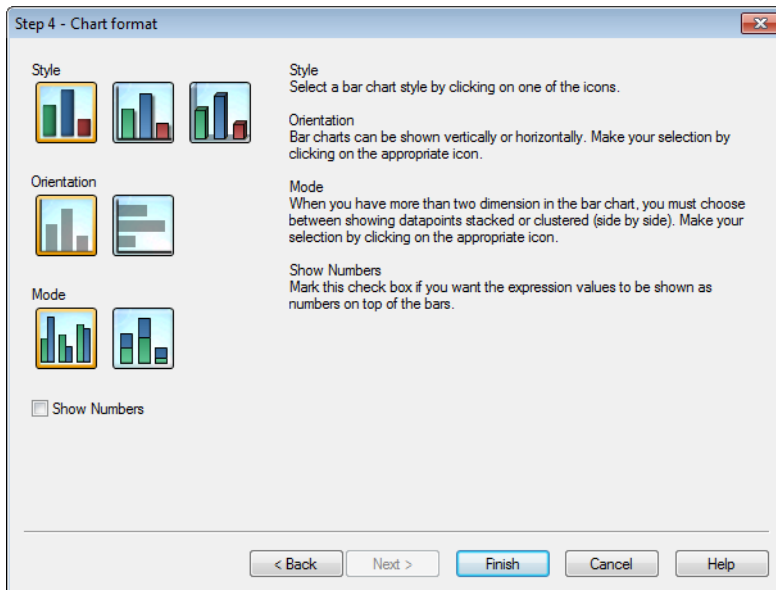 Step 4 - Chart format
Style
Style
Select a bar chart style by clicking on one of the icons.
Orientation
Bar charts can be shown vertically or horizontally. Make your selection by
clicking on the appropriate icon.
Orientation
Mode
When you have more than two dimension in the bar chart, you must choose
between showing datapoints stacked or clustered (side by side). Make your
selection by clicking on the appropriate icon.
Mode
Show Numbers
Mark this check box if you want the expression values to be shown as
numbers on top of the bars.
Show Numbers
< Back
Next >
Finish
Cancel
Help